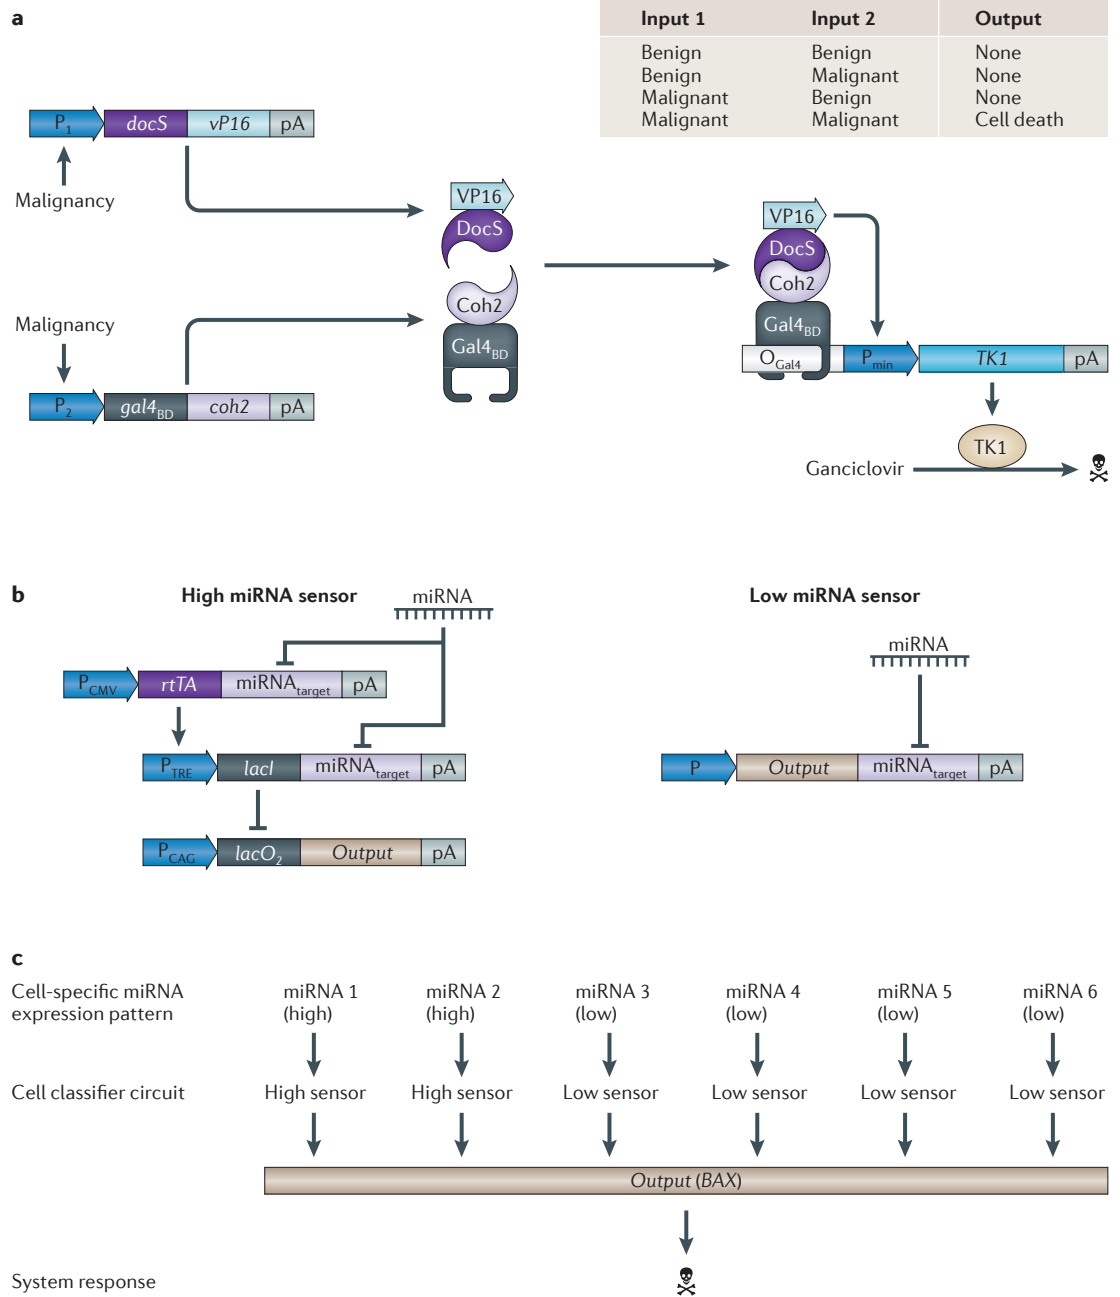 a
Input 1 Input 2 Output
Benign Benign None
Benign Malignant None
Malignant Benign None
Malignant Malignant Cell death
P1 docS vP16 pA
Malignancy
VP16
DocS
Coh2
Gal4BD
Malignancy
P2 gal4BD coh2 pA
VP16
DocS
Coh2
Gal4BD
OGal4 Pmin TK1 pA
TK1
Ganciclovir
b
High miRNA sensor
miRNA
PCMV rtTA miRNAtarget pA
PTRE lacI miRNAtarget pA
PCAG lacO2 Output pA
Low miRNA sensor
miRNA
P Output miRNAtarget pA
c
Cell-specific miRNA expression pattern
miRNA 1 (high) miRNA 2 (high) miRNA 3 (low) miRNA 4 (low) miRNA 5 (low) miRNA 6 (low)
Cell classifier circuit High sensor High sensor Low sensor Low sensor Low sensor Low sensor
Output (BAX)
System response